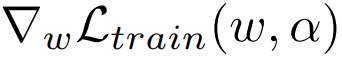 ∇_w ℒ_{train}(w, α)